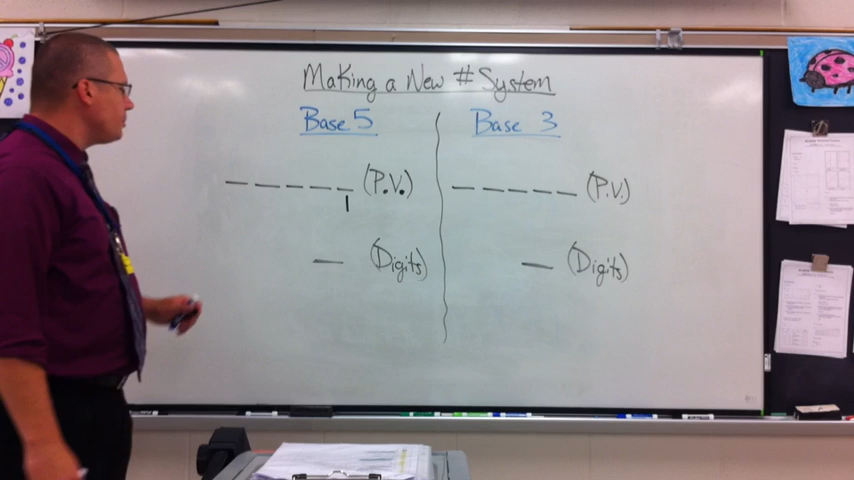 Making a New # System
Base 5
Base 3
(P.V.)
1
(P.V.)
(Digits)
(Digits)